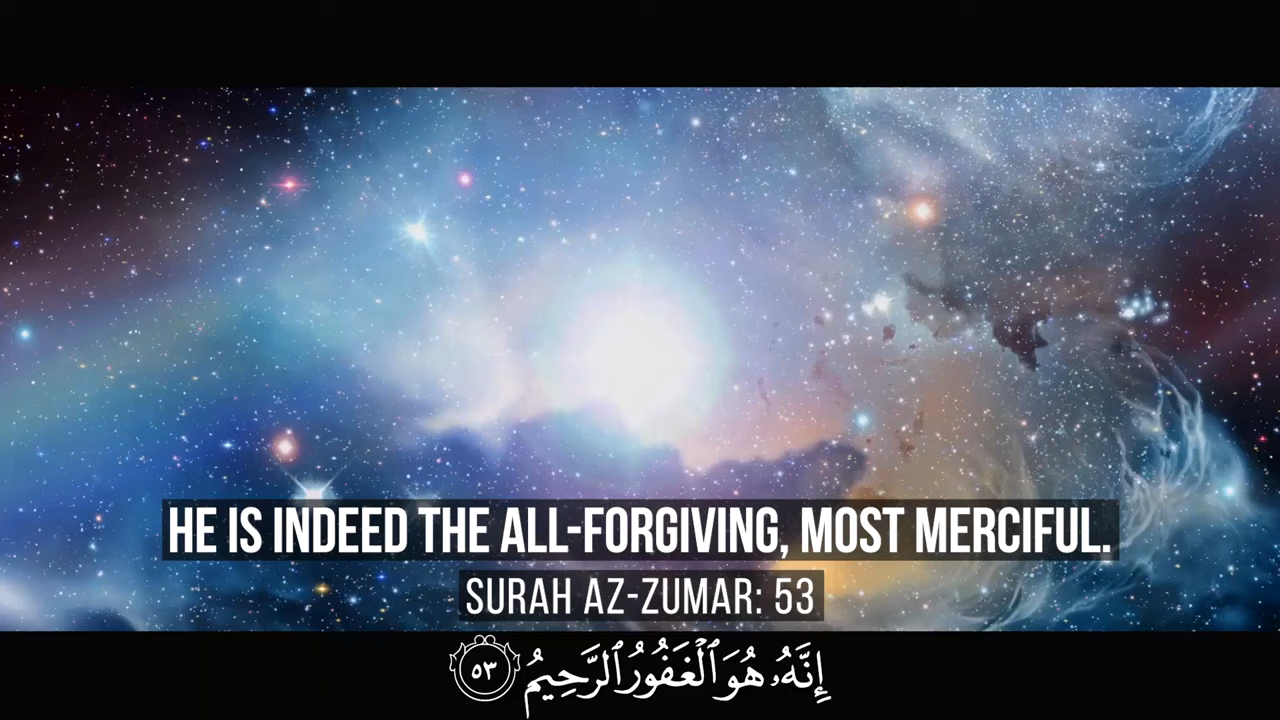 HE IS INDEED THE ALL-FORGIVING, MOST MERCIFUL.
SURAH AZ-ZUMAR: 53
إِنَّهُۥ هُوَ ٱلْغَفُورُ ٱلرَّحِيمُ ٥٣